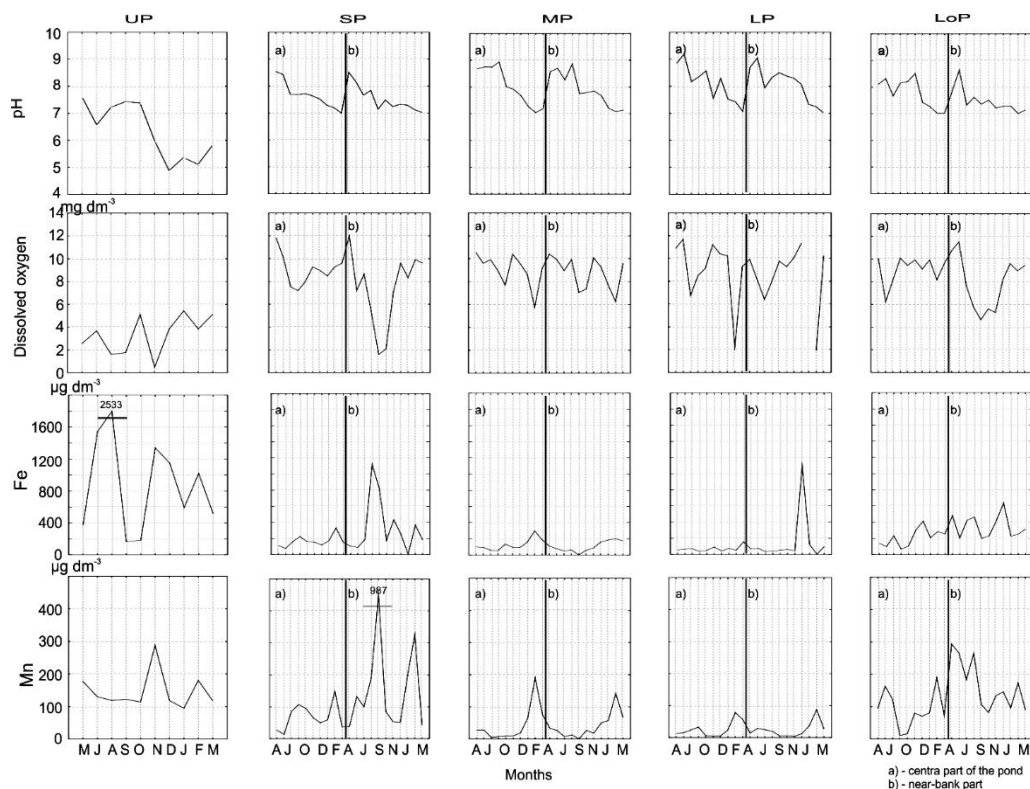 UP SP MP LP LoP
10
9
8
7
6
5
4
pH
a) b) a) b) a) b) a) b)
mg dm⁻³
14
12
10
8
6
4
2
0
Dissolved oxygen
a) b) a) b) a) b) a) b)
µg dm⁻³
2533
1600
1200
800
400
0
Fe
a) b) a) b) a) b) a) b)
µg dm⁻³
987
400
300
200
100
0
Mn
a) b) a) b) a) b) a) b)
M J A S O N D J F M A J O D F A J S N J M A J O D F A J S N J M A J O D F A J S N J M A J O D F A J S N J M
Months
a) - centra part of the pond
b) - near-bank part